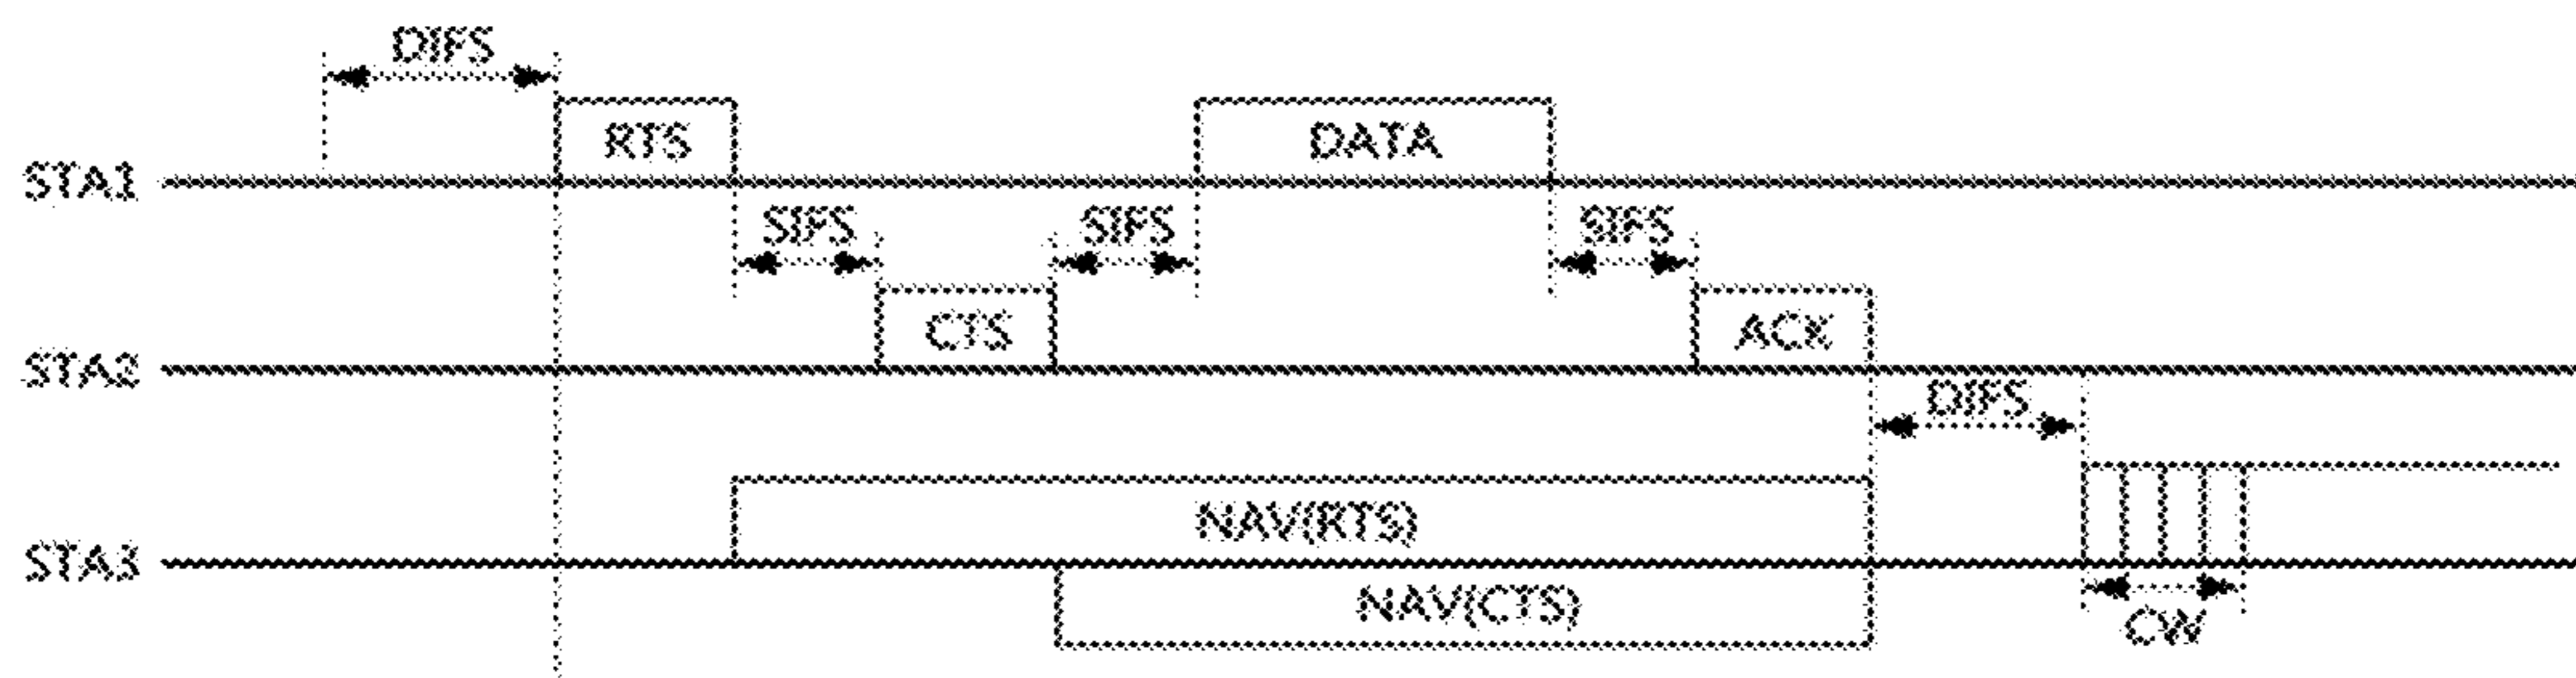 DIFS
RTS
DATA
STA1
SIFS SIFS SIFS
CTS
ACK
STA2
DIFS
NAV(RTS)
STA3
NAV(CTS)
CW